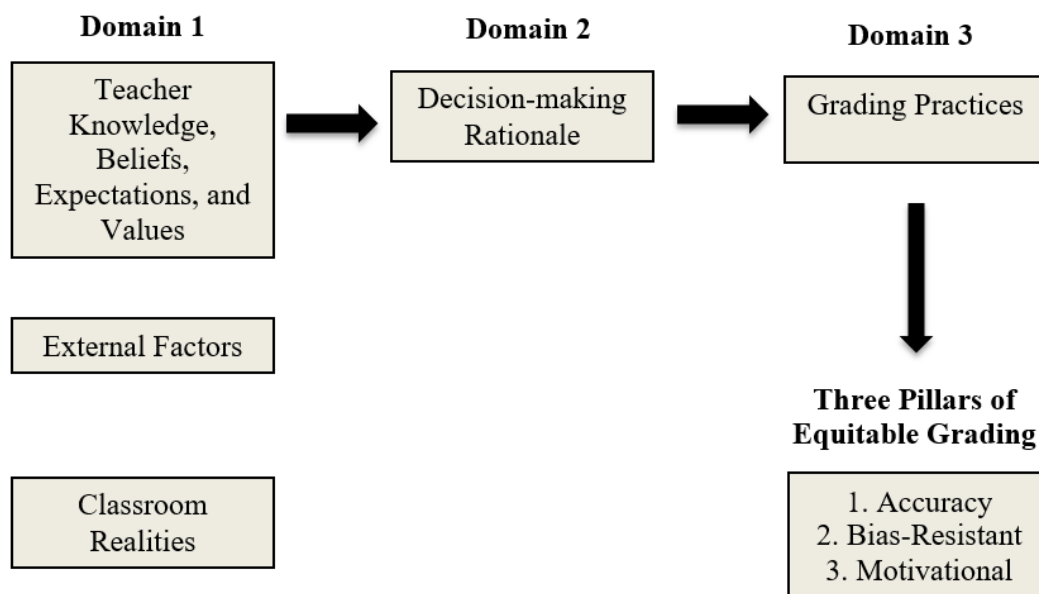 Domain 1
Teacher
Knowledge,
Beliefs,
Expectations, and
Values
External Factors
Classroom
Realities
Domain 2
Decision-making
Rationale
Domain 3
Grading Practices
Three Pillars of
Equitable Grading
1. Accuracy
2. Bias-Resistant
3. Motivational